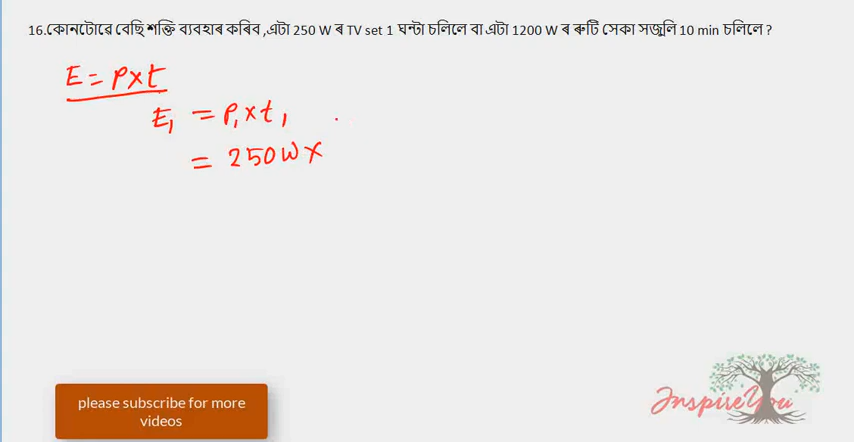 16.কোনটোৱে বেছি শক্তি ব্যবহাৰ কৰিব ,এটা 250 W ৰ TV set 1 ঘন্টা চলিলে বা এটা 1200 W ৰ ৰুটি সেকা সজুলি 10 min চলিলে ?
E = P×t
E₁ = P₁×t₁
= 250W×
please subscribe for more
videos
InspireYou